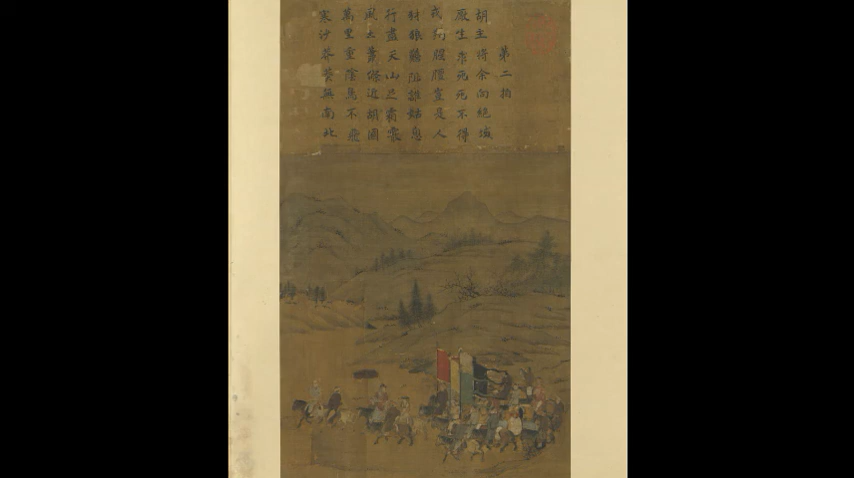 第二拍
胡主將余向絕域
厭生求死死不得
戎羯腥膻豈是人
豺狼喜怒難姑息
行盡天山足霜霰
風土蕭條近胡國
萬里重陰鳥不飛
寒沙莽莽無南北